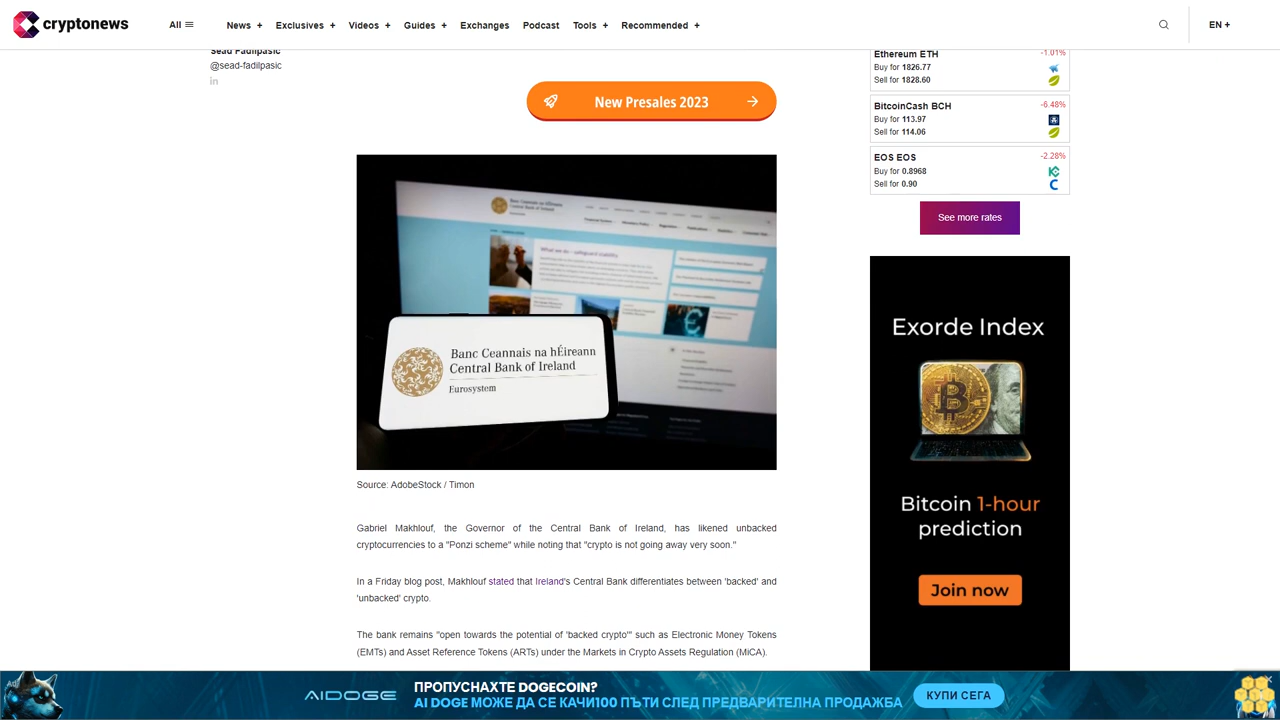 cryptonews
All
News +
Exclusives +
Videos +
Guides +
Exchanges
Podcast
Tools +
Recommended +
EN +
Sead Fadilpasic
@sead-fadilpasic
in
New Presales 2023
Banc Ceannais na hÉireann
Central Bank of Ireland
Eurosystem
Source: AdobeStock / Timon
Gabriel Makhlouf, the Governor of the Central Bank of Ireland, has likened unbacked
cryptocurrencies to a "Ponzi scheme" while noting that "crypto is not going away very soon."
In a Friday blog post, Makhlouf stated that Ireland's Central Bank differentiates between 'backed' and
'unbacked' crypto.
The bank remains "open towards the potential of 'backed crypto'" such as Electronic Money Tokens
(EMTs) and Asset Reference Tokens (ARTs) under the Markets in Crypto Assets Regulation (MiCA).
Ethereum ETH
-1.01%
Buy for 1826.77
Sell for 1828.60
BitcoinCash BCH
-6.48%
Buy for 113.97
Sell for 114.06
EOS EOS
-2.28%
Buy for 0.8968
Sell for 0.90
See more rates
Exorde Index
Bitcoin 1-hour
prediction
Join now
Ad
AIDOGE
ПРОПУСНАХТЕ DOGECOIN?
AI DOGE МОЖЕ ДА СЕ КАЧИ100 ПЪТИ СЛЕД ПРЕДВАРИТЕЛНА ПРОДАЖБА
КУПИ СЕГА